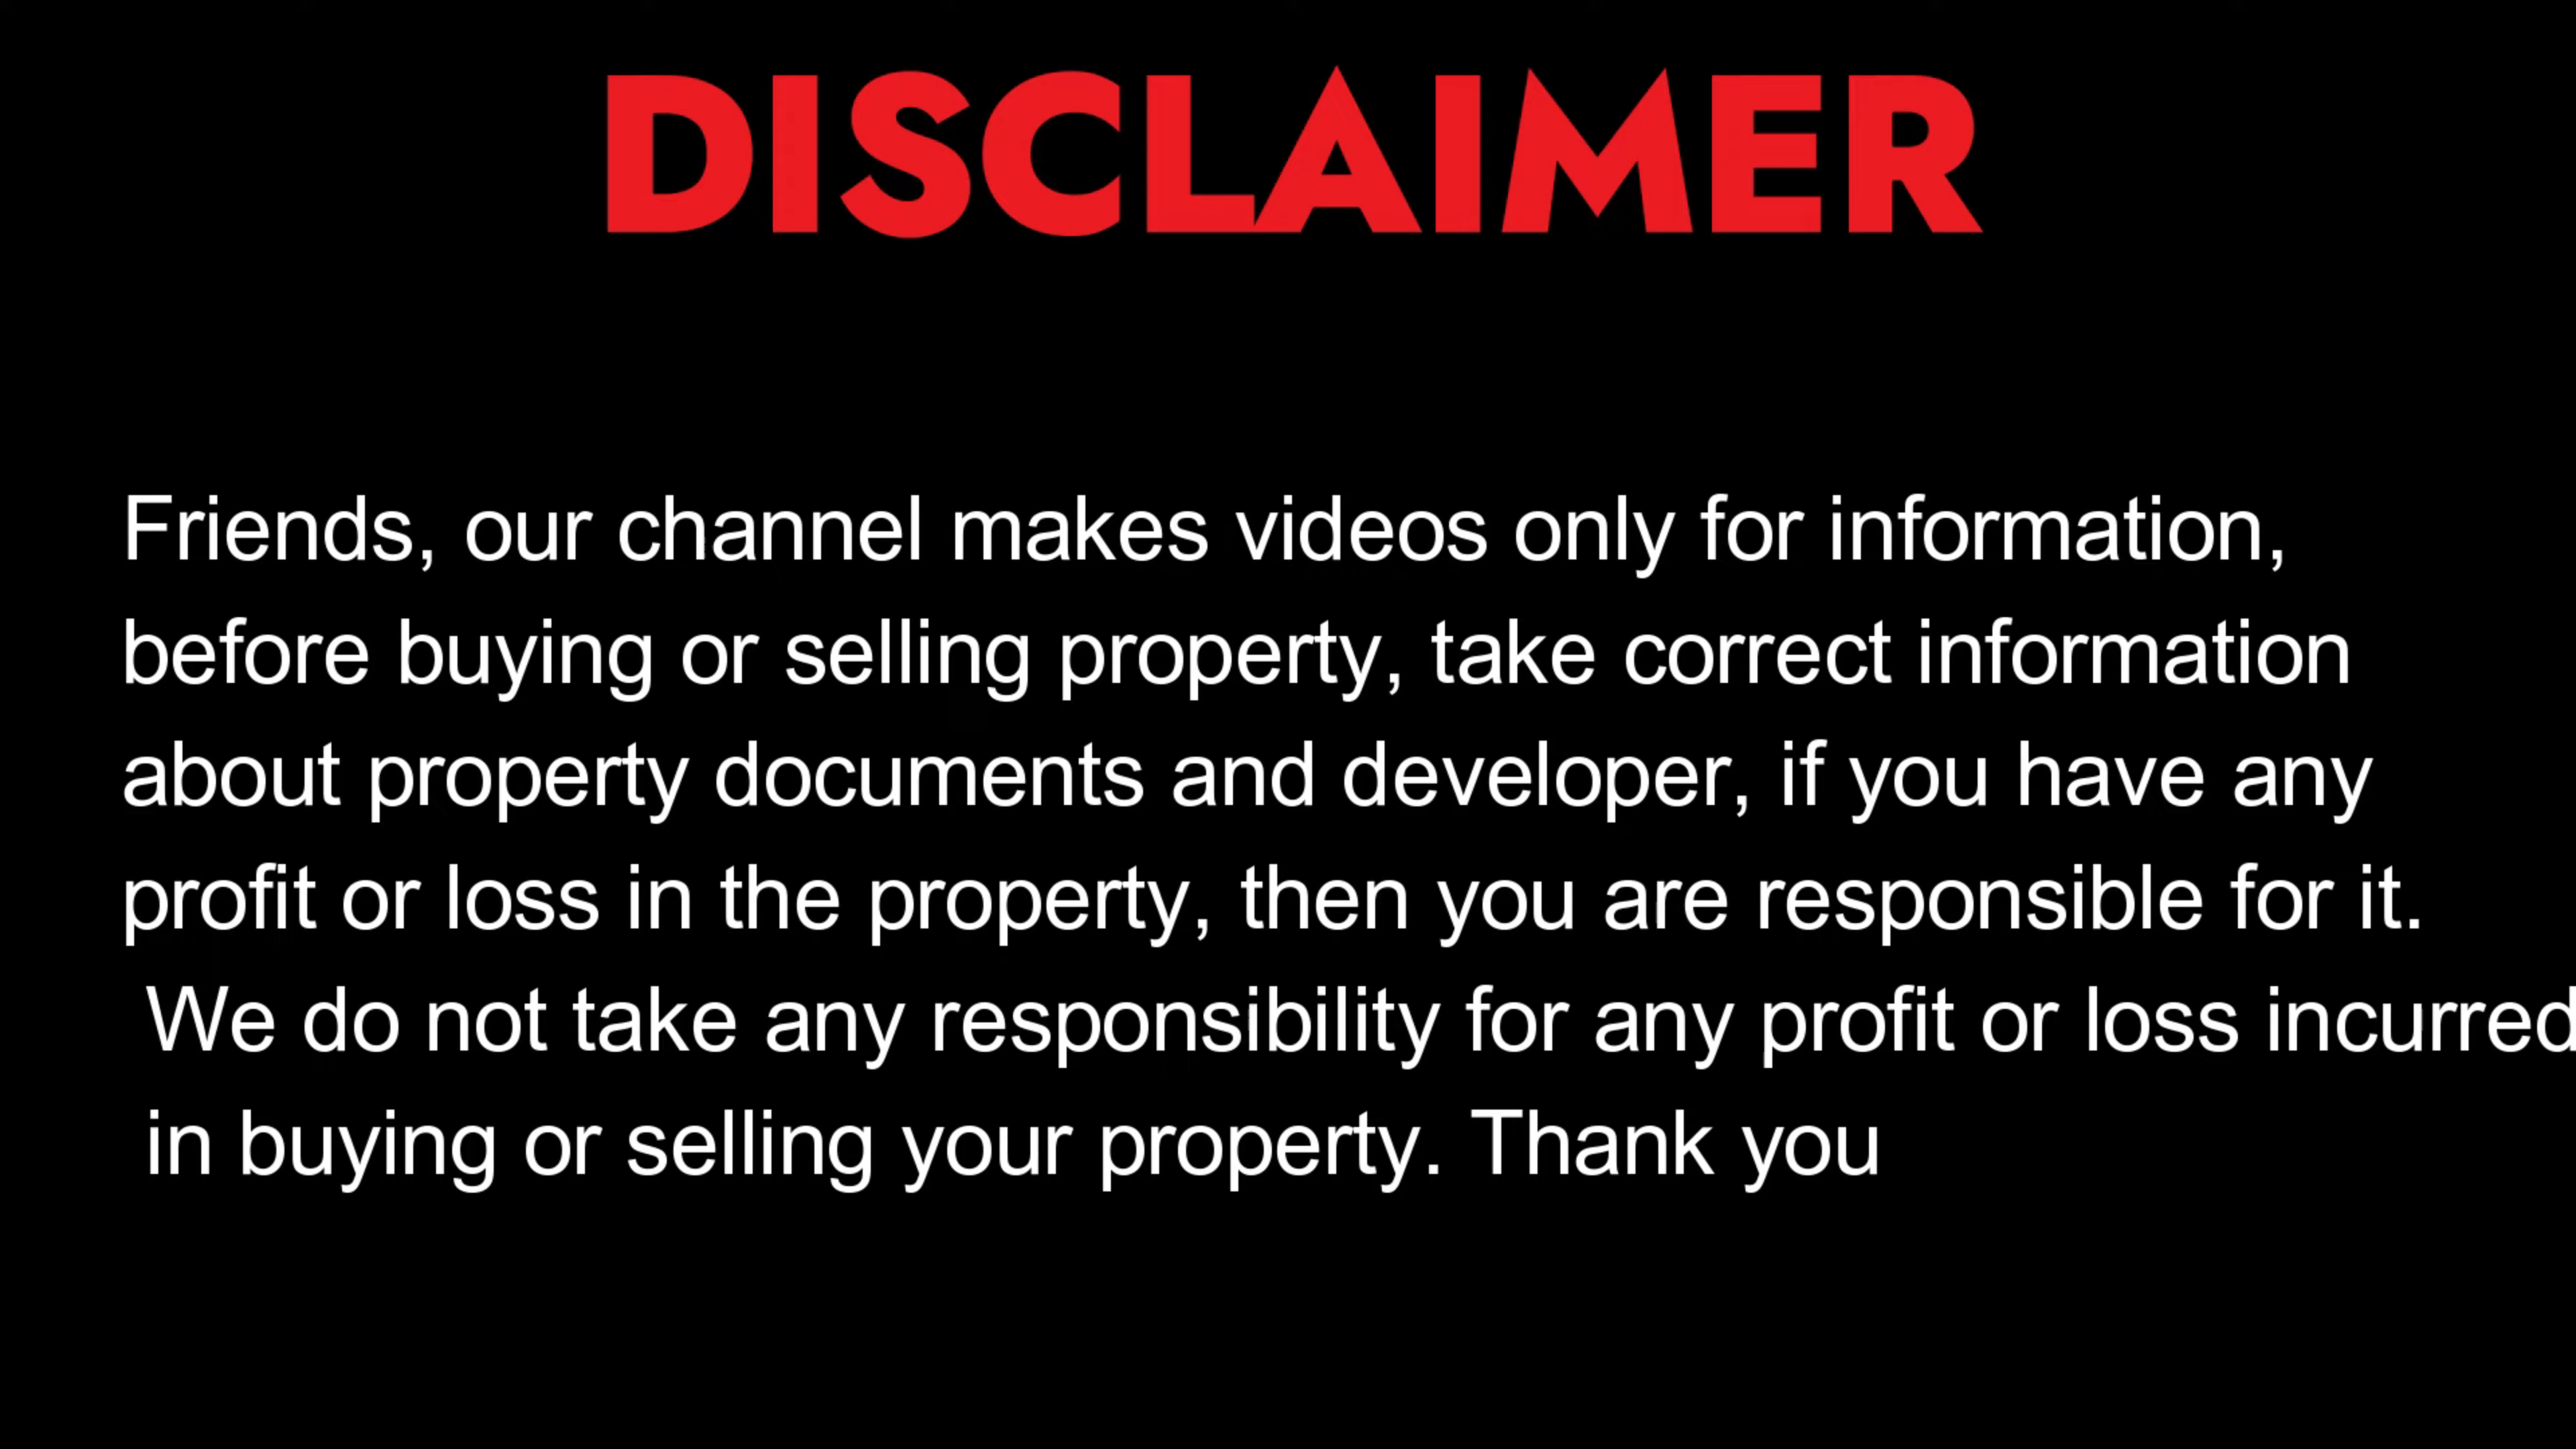 DISCLAIMER
Friends, our channel makes videos only for information,
before buying or selling property, take correct information
about property documents and developer, if you have any
profit or loss in the property, then you are responsible for it.
We do not take any responsibility for any profit or loss incurred
in buying or selling your property. Thank you